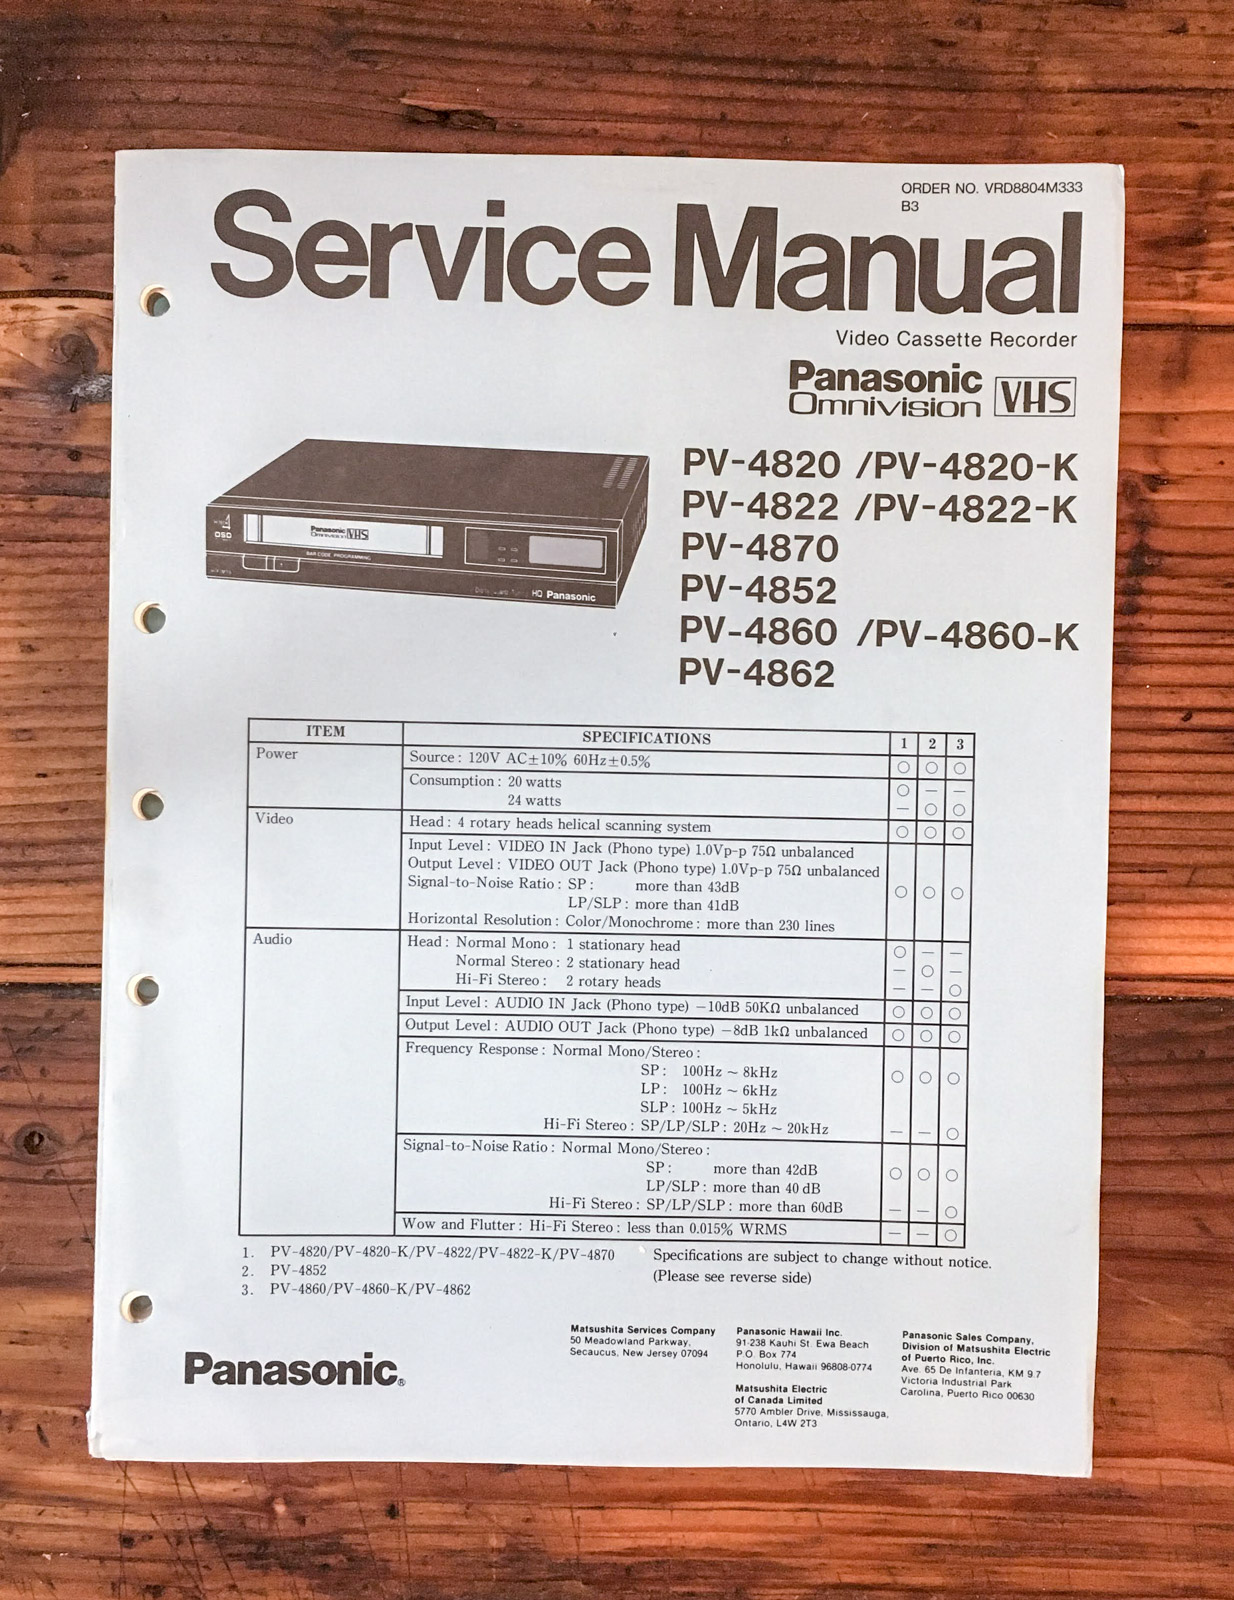 ORDER NO. VRD8804M333
B3
Service Manual
Video Cassette Recorder
Panasonic
Omnivision VHS
PV-4820 /PV-4820-K
PV-4822 /PV-4822-K
PV-4870
PV-4852
PV-4860 /PV-4860-K
PV-4862
OSD
Panasonic
Omnivision VHS
BAR CODE PROGRAMMING
HQ Panasonic
ITEM SPECIFICATIONS 1 2 3
Power Source : 120V AC±10% 60Hz±0.5% ○ ○ ○
Consumption : 20 watts ○ — —
24 watts — ○ ○
Video Head : 4 rotary heads helical scanning system ○ ○ ○
Input Level : VIDEO IN Jack (Phono type) 1.0Vp-p 75Ω unbalanced
Output Level : VIDEO OUT Jack (Phono type) 1.0Vp-p 75Ω unbalanced
Signal-to-Noise Ratio : SP : more than 43dB ○ ○ ○
LP/SLP : more than 41dB
Horizontal Resolution : Color/Monochrome : more than 230 lines
Audio Head : Normal Mono : 1 stationary head ○ — —
Normal Stereo : 2 stationary head — ○ —
Hi-Fi Stereo : 2 rotary heads — — ○
Input Level : AUDIO IN Jack (Phono type) −10dB 50KΩ unbalanced ○ ○ ○
Output Level : AUDIO OUT Jack (Phono type) −8dB 1kΩ unbalanced ○ ○ ○
Frequency Response : Normal Mono/Stereo :
SP : 100Hz ~ 8kHz ○ ○ ○
LP : 100Hz ~ 6kHz
SLP : 100Hz ~ 5kHz
Hi-Fi Stereo : SP/LP/SLP : 20Hz ~ 20kHz — — ○
Signal-to-Noise Ratio : Normal Mono/Stereo :
SP : more than 42dB ○ ○ ○
LP/SLP : more than 40 dB
Hi-Fi Stereo : SP/LP/SLP : more than 60dB — — ○
Wow and Flutter : Hi-Fi Stereo : less than 0.015% WRMS — — ○
1. PV-4820/PV-4820-K/PV-4822/PV-4822-K/PV-4870
2. PV-4852
3. PV-4860/PV-4860-K/PV-4862
Specifications are subject to change without notice.
(Please see reverse side)
Panasonic®
Matsushita Services Company
50 Meadowland Parkway,
Secaucus, New Jersey 07094
Panasonic Hawaii Inc.
91-238 Kauhi St. Ewa Beach
P.O. Box 774
Honolulu, Hawaii 96808-0774
Matsushita Electric
of Canada Limited
5770 Ambler Drive, Mississauga,
Ontario, L4W 2T3
Panasonic Sales Company,
Division of Matsushita Electric
of Puerto Rico, Inc.
Ave. 65 De Infanteria, KM 9.7
Victoria Industrial Park
Carolina, Puerto Rico 00630